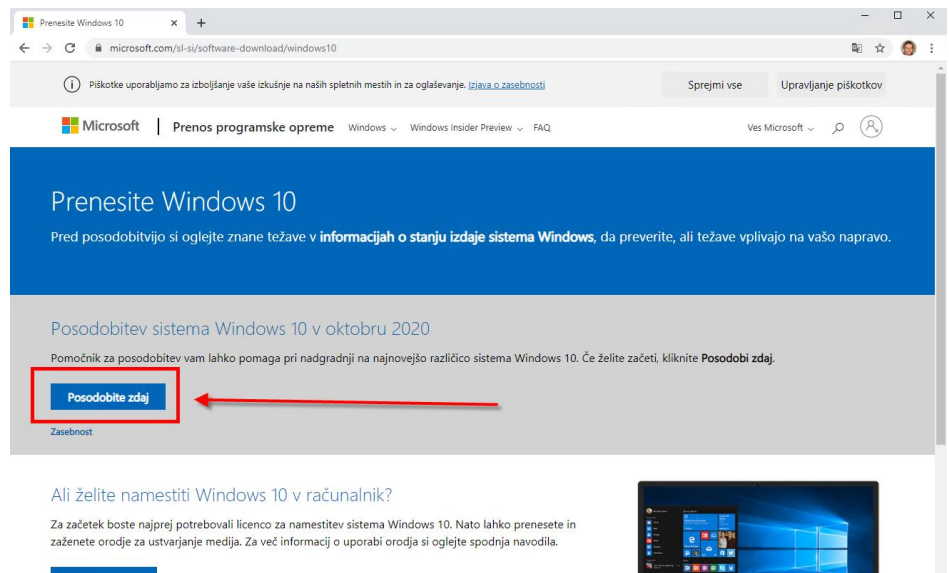 Prenesite Windows 10
microsoft.com/sl-si/software-download/windows10
Piškotke uporabljamo za izboljšanje vaše izkušnje na naših spletnih mestih in za oglaševanje. Izjava o zasebnosti
Sprejmi vse
Upravljanje piškotkov
Microsoft
Prenos programske opreme
Windows
Windows Insider Preview
FAQ
Ves Microsoft
Prenesite Windows 10
Pred posodobitvijo si oglejte znane težave v informacijah o stanju izdaje sistema Windows, da preverite, ali težave vplivajo na vašo napravo.
Posodobitev sistema Windows 10 v oktobru 2020
Pomočnik za posodobitev vam lahko pomaga pri nadgradnji na najnovejšo različico sistema Windows 10. Če želite začeti, kliknite Posodobi zdaj.
Posodobite zdaj
Zasebnost
Ali želite namestiti Windows 10 v računalnik?
Za začetek boste najprej potrebovali licenco za namestitev sistema Windows 10. Nato lahko prenesete in
zaženete orodje za ustvarjanje medija. Za več informacij o uporabi orodja si oglejte spodnja navodila.